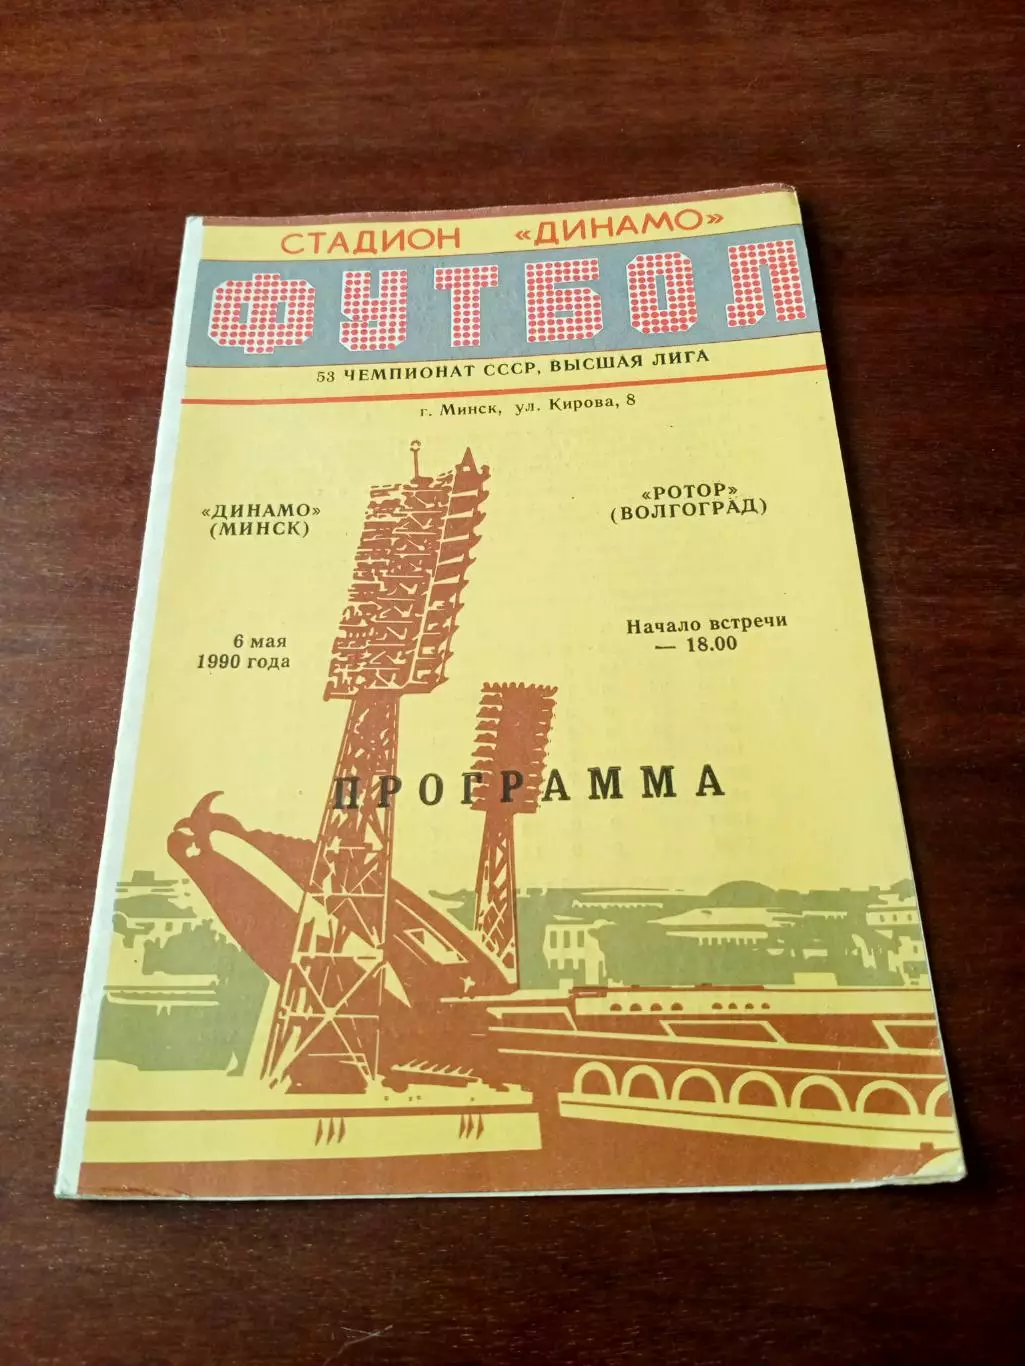 СТАДИОН «ДИНАМО»
ФУТБОЛ
53 ЧЕМПИОНАТ СССР, ВЫСШАЯ ЛИГА
г. Минск, ул. Кирова, 8
«ДИНАМО»
(МИНСК)
«РОТОР»
(ВОЛГОГРАД)
6 мая
1990 года
Начало встречи
— 18.00
ПРОГРАММА